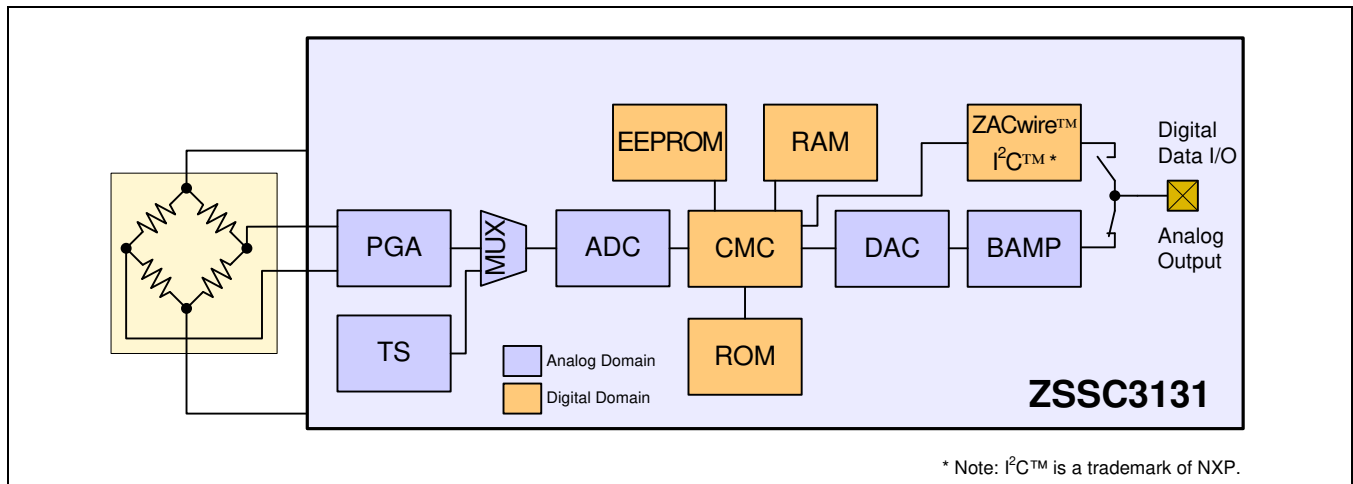 EEPROM
RAM
ZACwire™
I²C™ *
Digital
Data I/O
PGA
MUX
ADC
CMC
DAC
BAMP
Analog
Output
TS
ROM
Analog Domain
Digital Domain
ZSSC3131
* Note: I²C™ is a trademark of NXP.